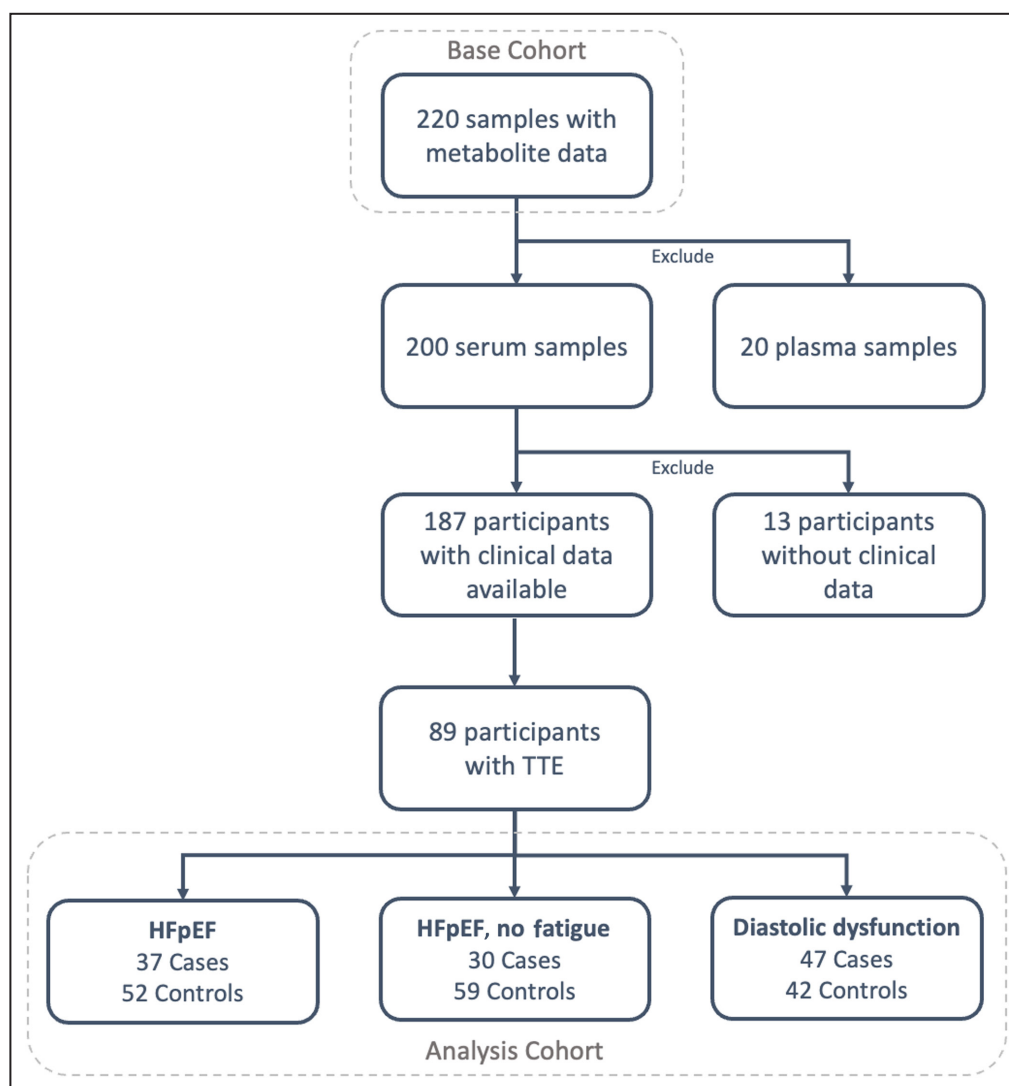 Base Cohort
220 samples with
metabolite data
Exclude
200 serum samples
20 plasma samples
Exclude
187 participants
with clinical data
available
13 participants
without clinical
data
89 participants
with TTE
HFpEF
37 Cases
52 Controls
HFpEF, no fatigue
30 Cases
59 Controls
Diastolic dysfunction
47 Cases
42 Controls
Analysis Cohort